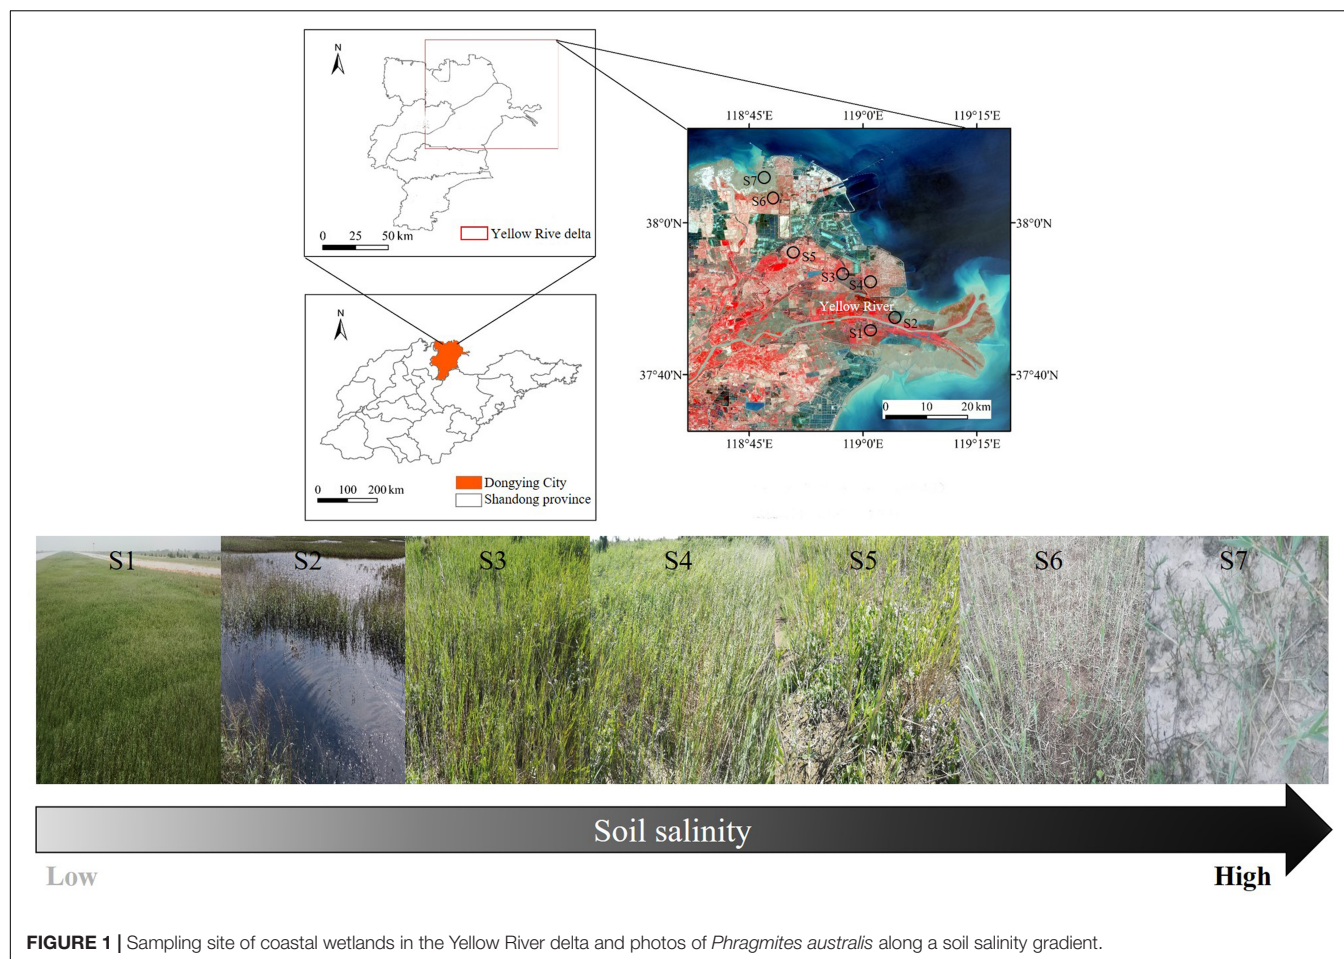 N
0 25 50 km
Yellow Rive delta
N
0 100 200 km
Dongying City
Shandong province
118°45'E 119°0'E 119°15'E
38°0'N 38°0'N
37°40'N 37°40'N
S7
S6
S5
S3
S4
Yellow River
S2
S1
0 10 20 km
118°45'E 119°0'E 119°15'E
S1 S2 S3 S4 S5 S6 S7
Soil salinity
Low High
FIGURE 1 | Sampling site of coastal wetlands in the Yellow River delta and photos of Phragmites australis along a soil salinity gradient.